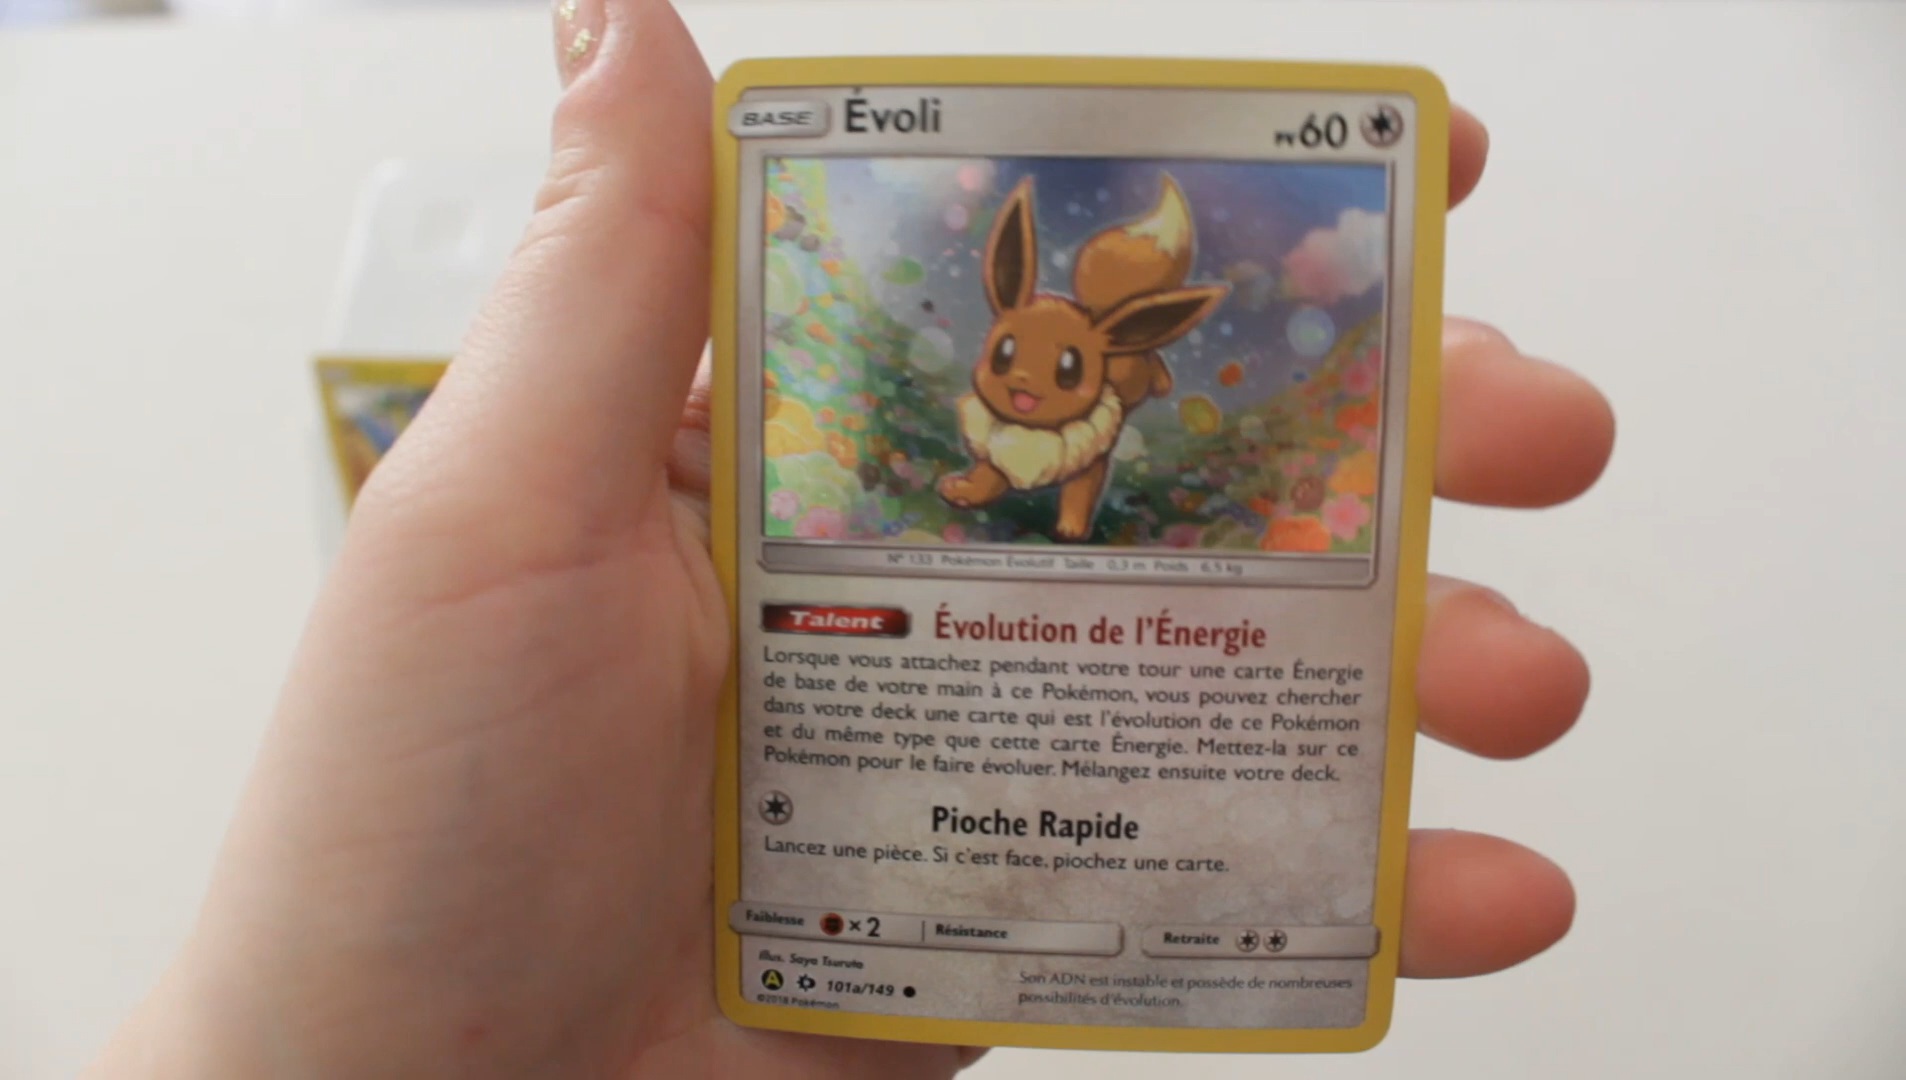 BASE Évoli PV60
N° 133 Pokémon Évolutif Taille 0,3 m Poids 6,5 kg
Talent Évolution de l'Énergie
Lorsque vous attachez pendant votre tour une carte Énergie
de base de votre main à ce Pokémon, vous pouvez chercher
dans votre deck une carte qui est l'évolution de ce Pokémon
et du même type que cette carte Énergie. Mettez-la sur ce
Pokémon pour le faire évoluer. Mélangez ensuite votre deck.
Pioche Rapide
Lancez une pièce. Si c'est face, piochez une carte.
Faiblesse ×2 Résistance Retraite
Illus. Saya Tsuruta
A 101a/149
©2018 Pokémon
Son ADN est instable et possède de nombreuses
possibilités d'évolution.